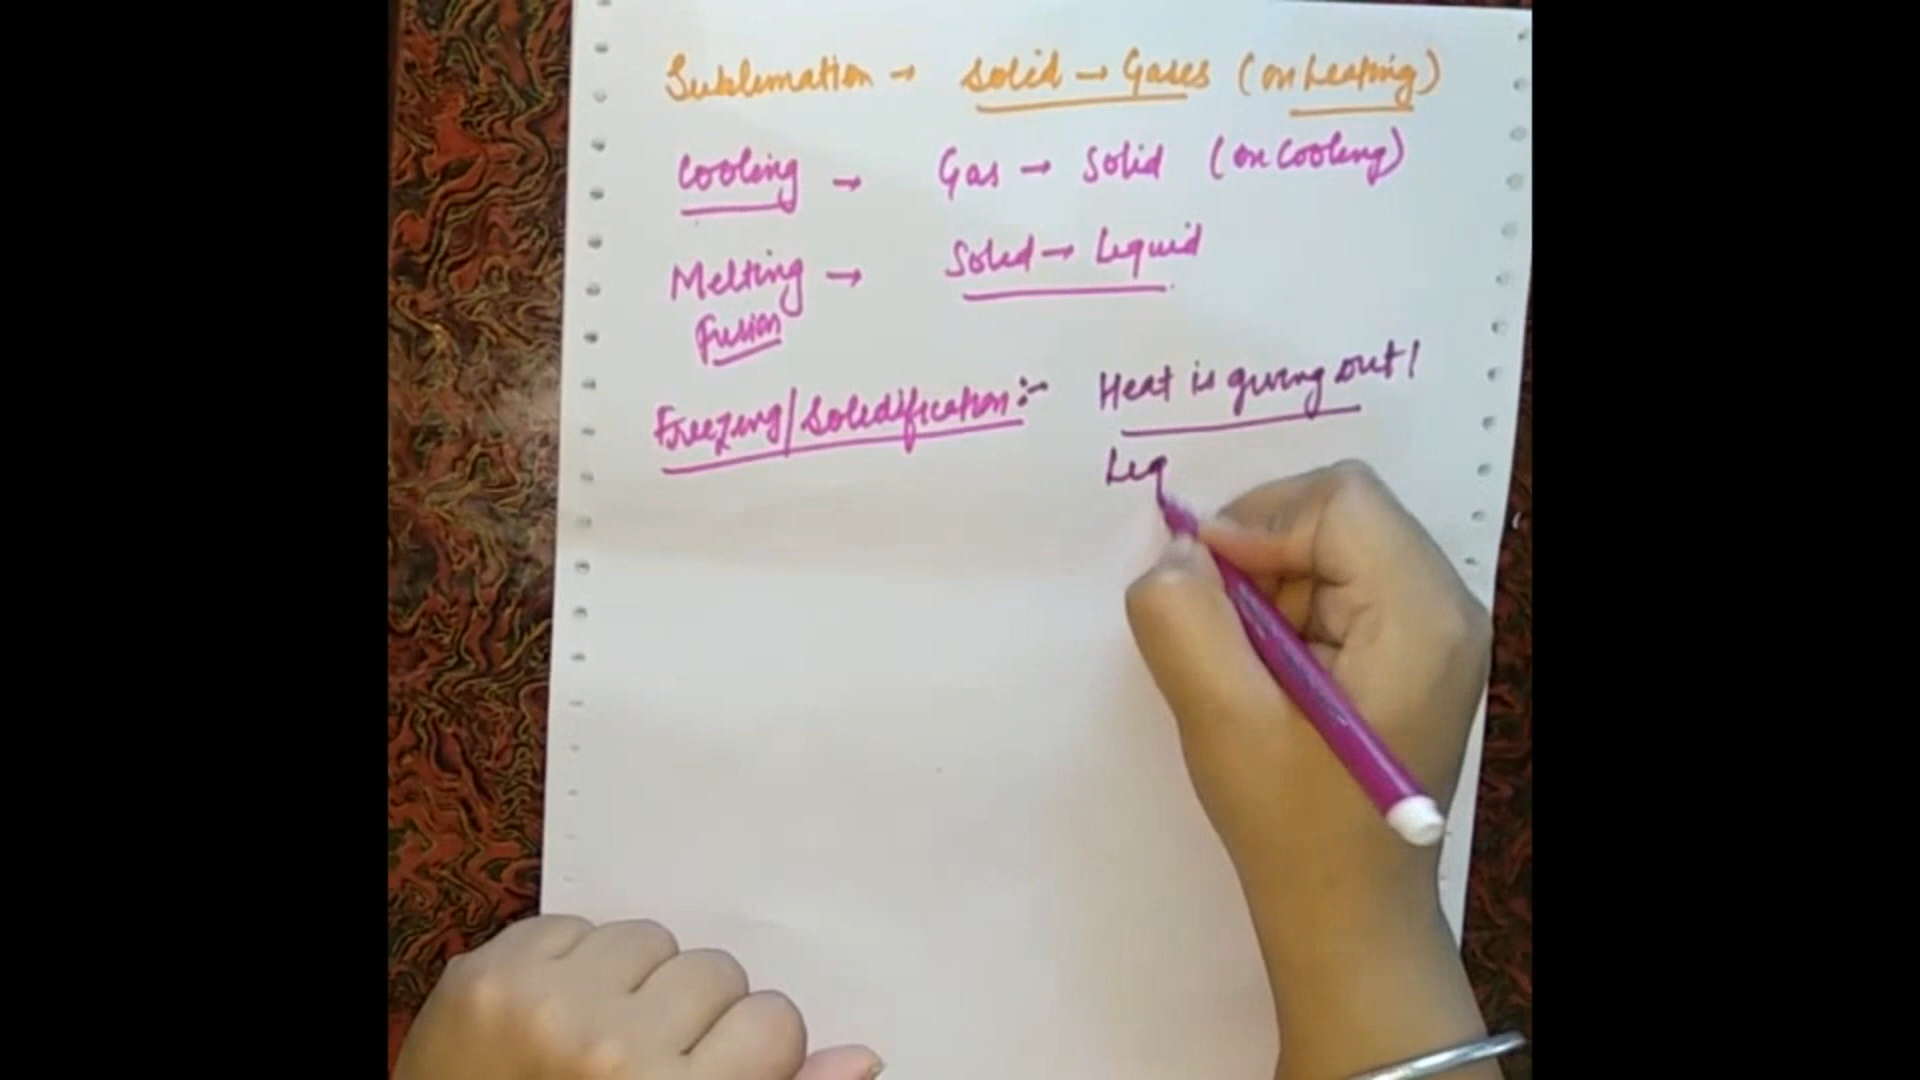 Sublimation → Solid → Gases (on heating)
Cooling → Gas → Solid (on cooling)
Melting → Solid → Liquid
Fusion
Freezing/Solidification :- Heat is giving out!
Liq